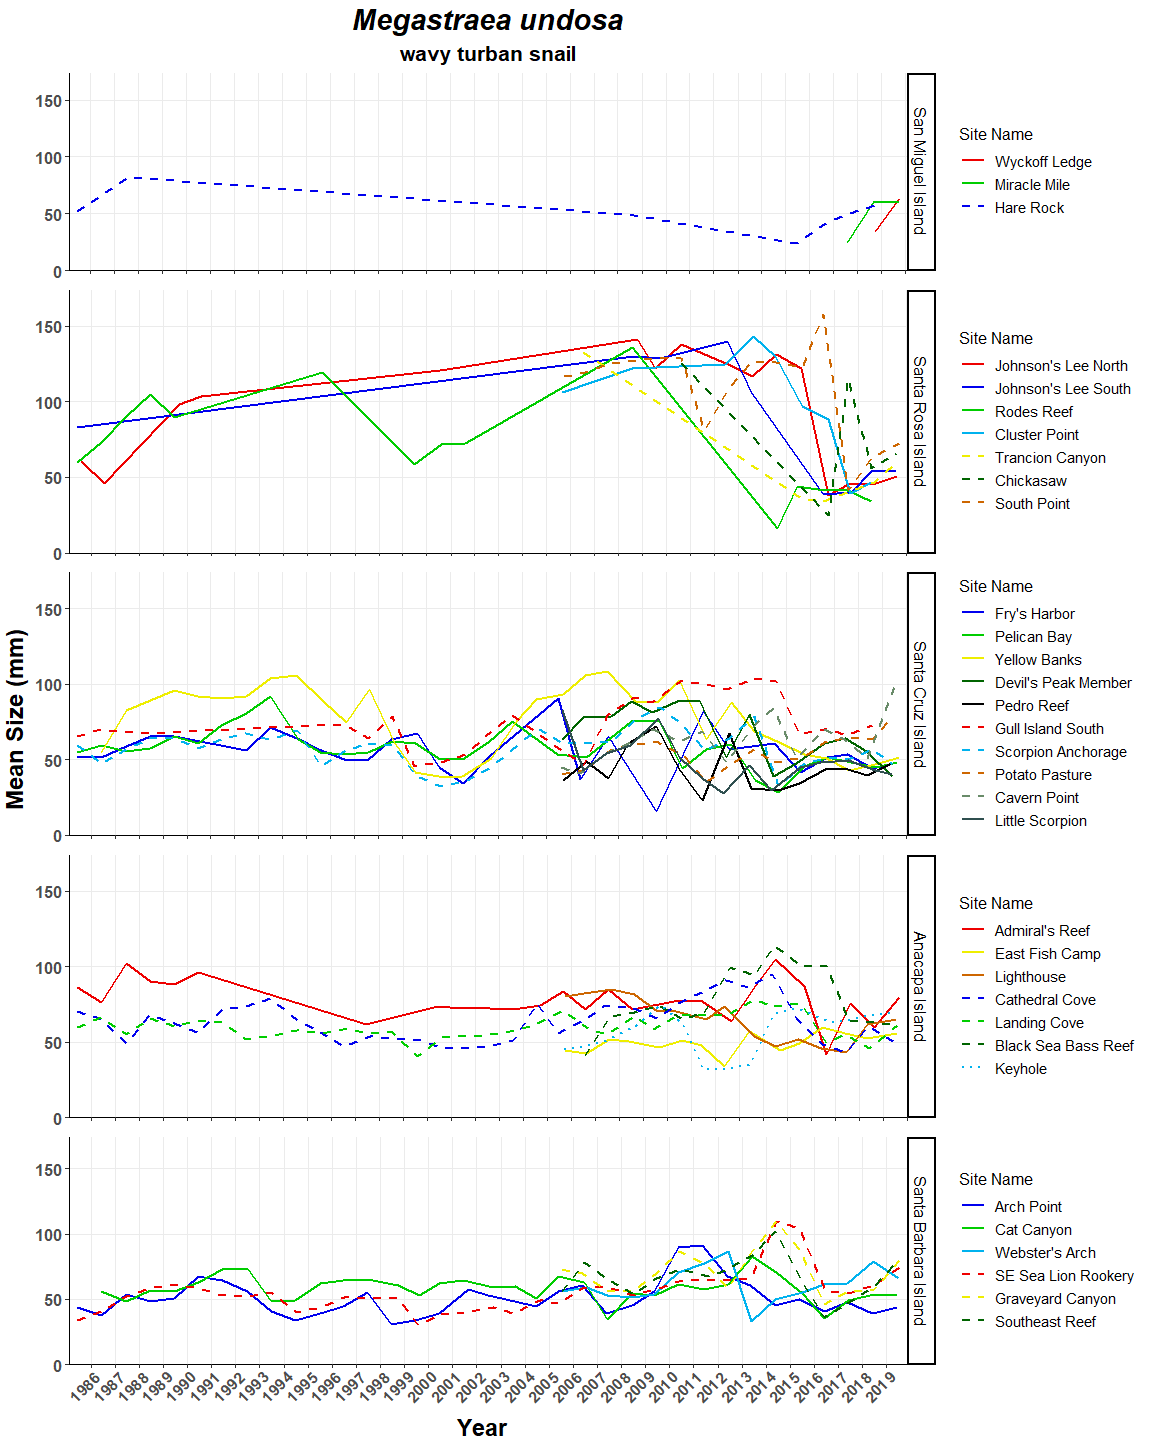 Megastraea undosa
wavy turban snail
Mean Size (mm)
150
100
50
0
San Miguel Island
Site Name
Wyckoff Ledge
Miracle Mile
Hare Rock
150
100
50
0
Santa Rosa Island
Site Name
Johnson's Lee North
Johnson's Lee South
Rodes Reef
Cluster Point
Trancion Canyon
Chickasaw
South Point
150
100
50
0
Santa Cruz Island
Site Name
Fry's Harbor
Pelican Bay
Yellow Banks
Devil's Peak Member
Pedro Reef
Gull Island South
Scorpion Anchorage
Potato Pasture
Cavern Point
Little Scorpion
150
100
50
0
Anacapa Island
Site Name
Admiral's Reef
East Fish Camp
Lighthouse
Cathedral Cove
Landing Cove
Black Sea Bass Reef
Keyhole
150
100
50
0
Santa Barbara Island
Site Name
Arch Point
Cat Canyon
Webster's Arch
SE Sea Lion Rookery
Graveyard Canyon
Southeast Reef
1986 1987 1988 1989 1990 1991 1992 1993 1994 1995 1996 1997 1998 1999 2000 2001 2002 2003 2004 2005 2006 2007 2008 2009 2010 2011 2012 2013 2014 2015 2016 2017 2018 2019
Year